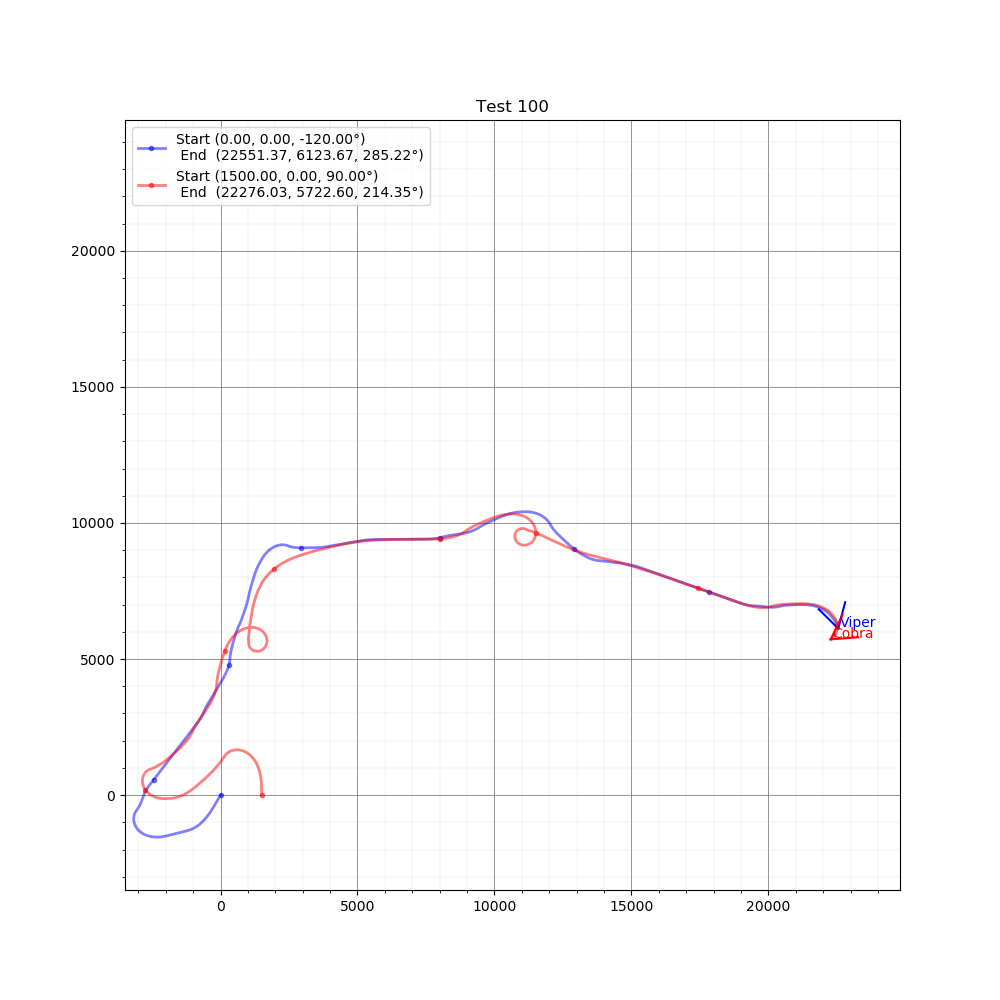 Test 100
Start (0.00, 0.00, -120.00°)
End (22551.37, 6123.67, 285.22°)
Start (1500.00, 0.00, 90.00°)
End (22276.03, 5722.60, 214.35°)
20000
15000
10000
5000
0
Viper
Cobra
0
5000
10000
15000
20000